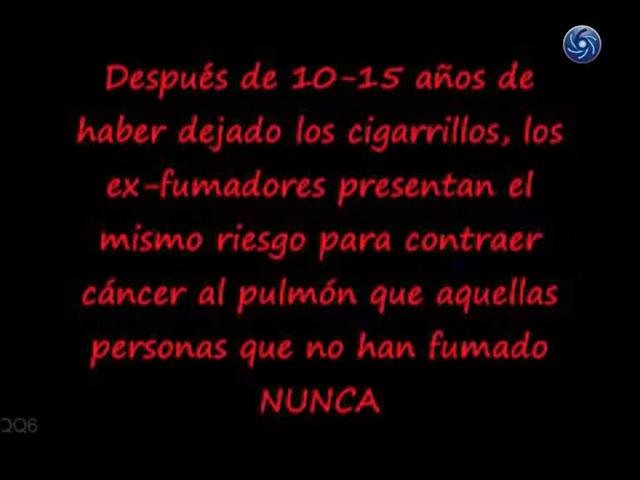 Después de 10-15 años de
haber dejado los cigarrillos, los
ex-fumadores presentan el
mismo riesgo para contraer
cáncer al pulmón que aquellas
personas que no han fumado
NUNCA
QQ6